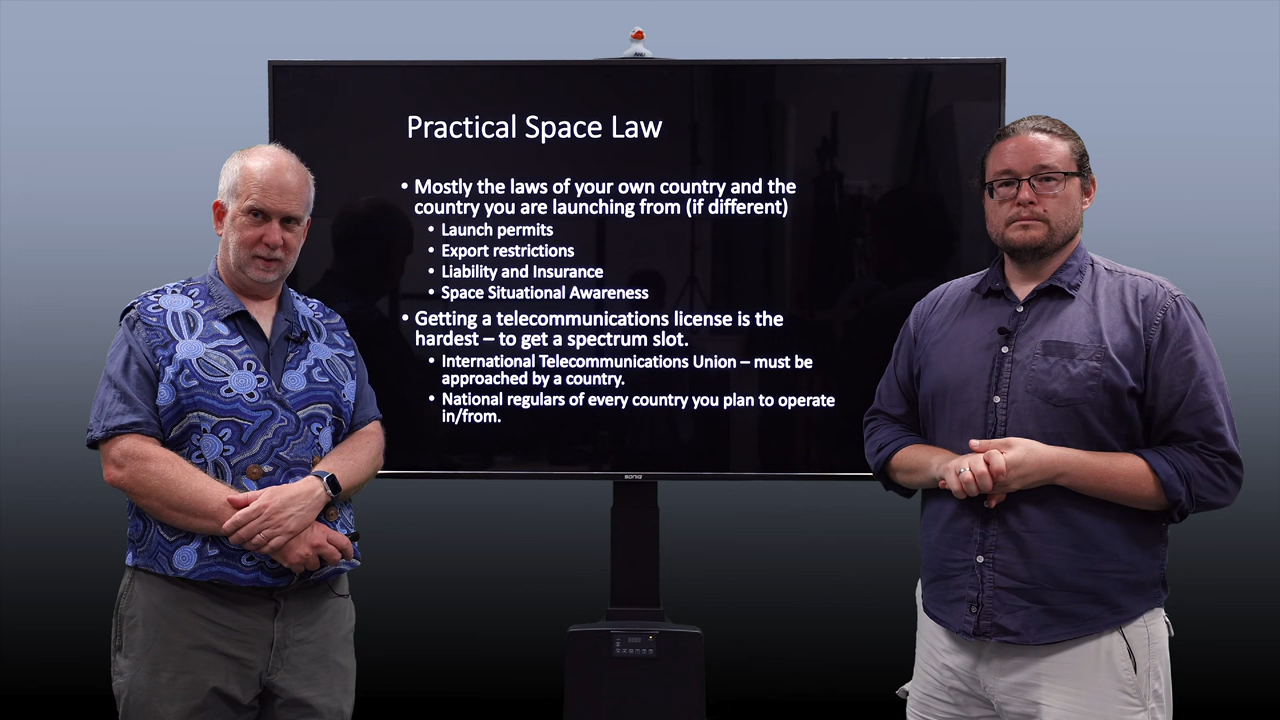 ANU
Practical Space Law
• Mostly the laws of your own country and the
country you are launching from (if different)
• Launch permits
• Export restrictions
• Liability and Insurance
• Space Situational Awareness
• Getting a telecommunications license is the
hardest – to get a spectrum slot.
• International Telecommunications Union – must be
approached by a country.
• National regulars of every country you plan to operate
in/from.
SONIQ